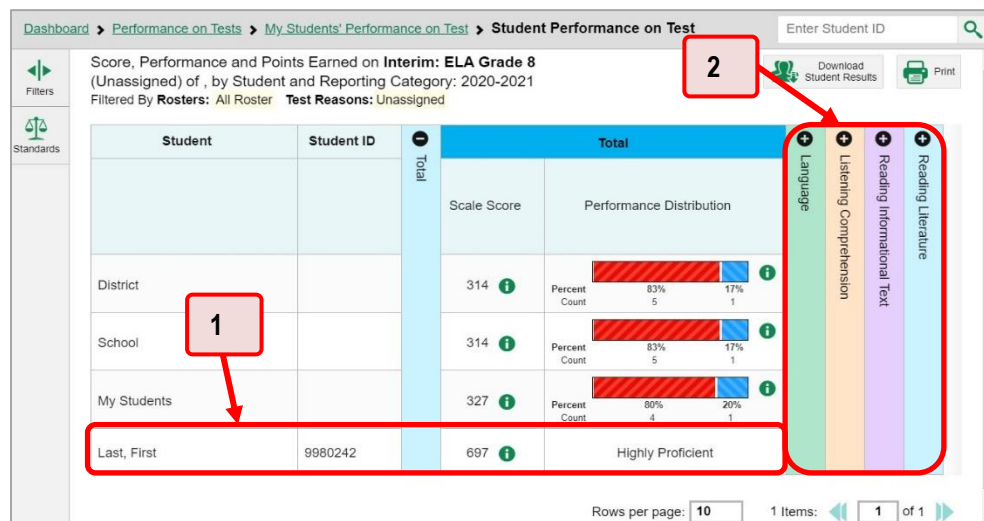 Dashboard > Performance on Tests > My Students' Performance on Test > Student Performance on Test
Enter Student ID
Filters
Standards
Score, Performance and Points Earned on Interim: ELA Grade 8
(Unassigned) of , by Student and Reporting Category: 2020-2021
Filtered By Rosters: All Roster Test Reasons: Unassigned
2
Download
Student Results
Print
Student
Student ID
Total
Total
Scale Score
Performance Distribution
Language
Listening Comprehension
Reading Informational Text
Reading Literature
District
314
Percent 83% 17%
Count 5 1
1
School
314
Percent 83% 17%
Count 5 1
My Students
327
Percent 80% 20%
Count 4 1
Last, First
9980242
697
Highly Proficient
Rows per page: 10
1 Items: 1 of 1